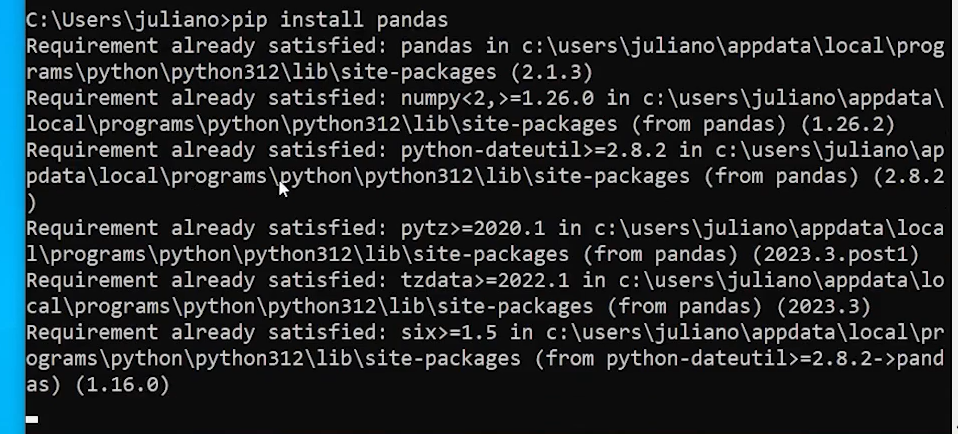 C:\Users\juliano>pip install pandas
Requirement already satisfied: pandas in c:\users\juliano\appdata\local\prog
rams\python\python312\lib\site-packages (2.1.3)
Requirement already satisfied: numpy<2,>=1.26.0 in c:\users\juliano\appdata\
local\programs\python\python312\lib\site-packages (from pandas) (1.26.2)
Requirement already satisfied: python-dateutil>=2.8.2 in c:\users\juliano\ap
pdata\local\programs\python\python312\lib\site-packages (from pandas) (2.8.2
)
Requirement already satisfied: pytz>=2020.1 in c:\users\juliano\appdata\loca
l\programs\python\python312\lib\site-packages (from pandas) (2023.3.post1)
Requirement already satisfied: tzdata>=2022.1 in c:\users\juliano\appdata\lo
cal\programs\python\python312\lib\site-packages (from pandas) (2023.3)
Requirement already satisfied: six>=1.5 in c:\users\juliano\appdata\local\pr
ograms\python\python312\lib\site-packages (from python-dateutil>=2.8.2->pand
as) (1.16.0)